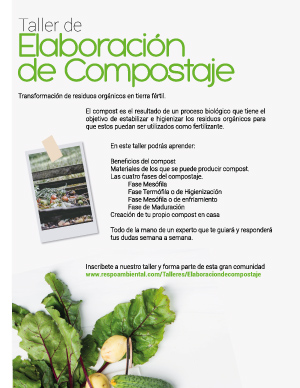 Taller de
Elaboración
de Compostaje
Transformación de residuos orgánicos en tierra fértil.
El compost es el resultado de un proceso biológico que tiene el
objetivo de estabilizar e higienizar los residuos orgánicos para
que estos puedan ser utilizados como fertilizante.
En este taller podrás aprender:
Beneficios del compost
Materiales de los que se puede producir compost.
Las cuatro fases del compostaje.
Fase Mesófila
Fase Termófila o de Higienización
Fase Mesófila o de enfriamiento
Fase de Maduración
Creación de tu propio compost en casa
Todo de la mano de un experto que te guiará y responderá
tus dudas semana a semana.
Inscribete a nuestro taller y forma parte de esta gran comunidad
www.respoambiental.com/Talleres/Elaboraciondecompostaje